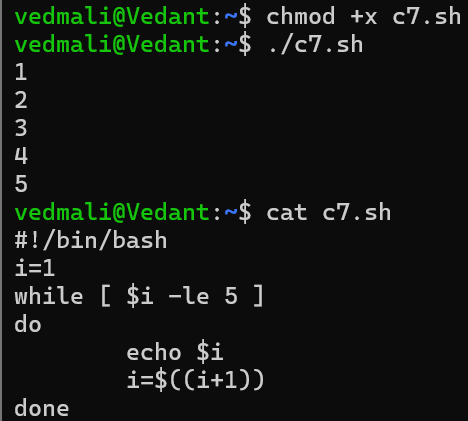 vedmali@Vedant:~$ chmod +x c7.sh
vedmali@Vedant:~$ ./c7.sh
1
2
3
4
5
vedmali@Vedant:~$ cat c7.sh
#!/bin/bash
i=1
while [ $i -le 5 ]
do
        echo $i
        i=$((i+1))
done